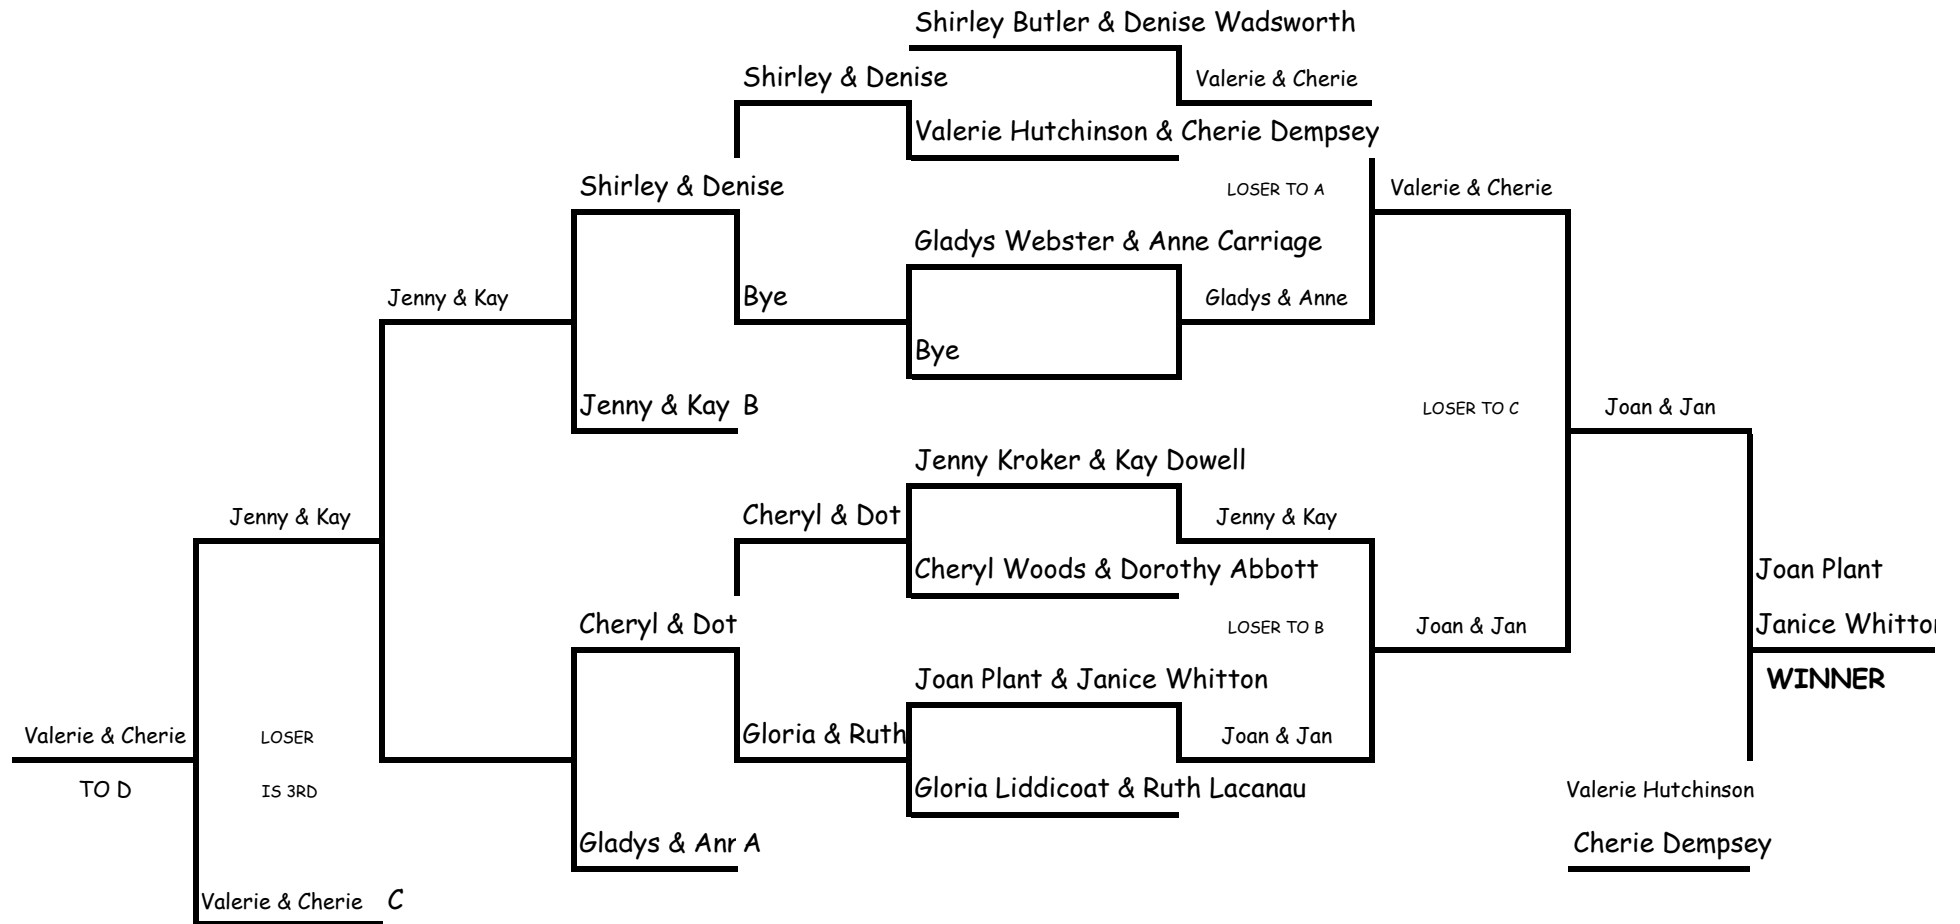 Shirley Butler & Denise Wadsworth
Shirley & Denise
Valerie & Cherie
Valerie Hutchinson & Cherie Dempsey
Shirley & Denise
LOSER TO A
Valerie & Cherie
Gladys Webster & Anne Carriage
Jenny & Kay
Bye
Gladys & Anne
Bye
Jenny & Kay B
LOSER TO C
Joan & Jan
Jenny Kroker & Kay Dowell
Jenny & Kay
Cheryl & Dot
Jenny & Kay
Cheryl Woods & Dorothy Abbott
Joan Plant
Cheryl & Dot
LOSER TO B
Joan & Jan
Janice Whitton
Joan Plant & Janice Whitton
WINNER
Valerie & Cherie
LOSER
Gloria & Ruth
Joan & Jan
TO D
IS 3RD
Gloria Liddicoat & Ruth Lacanau
Valerie Hutchinson
Gladys & Anr A
Cherie Dempsey
Valerie & Cherie C